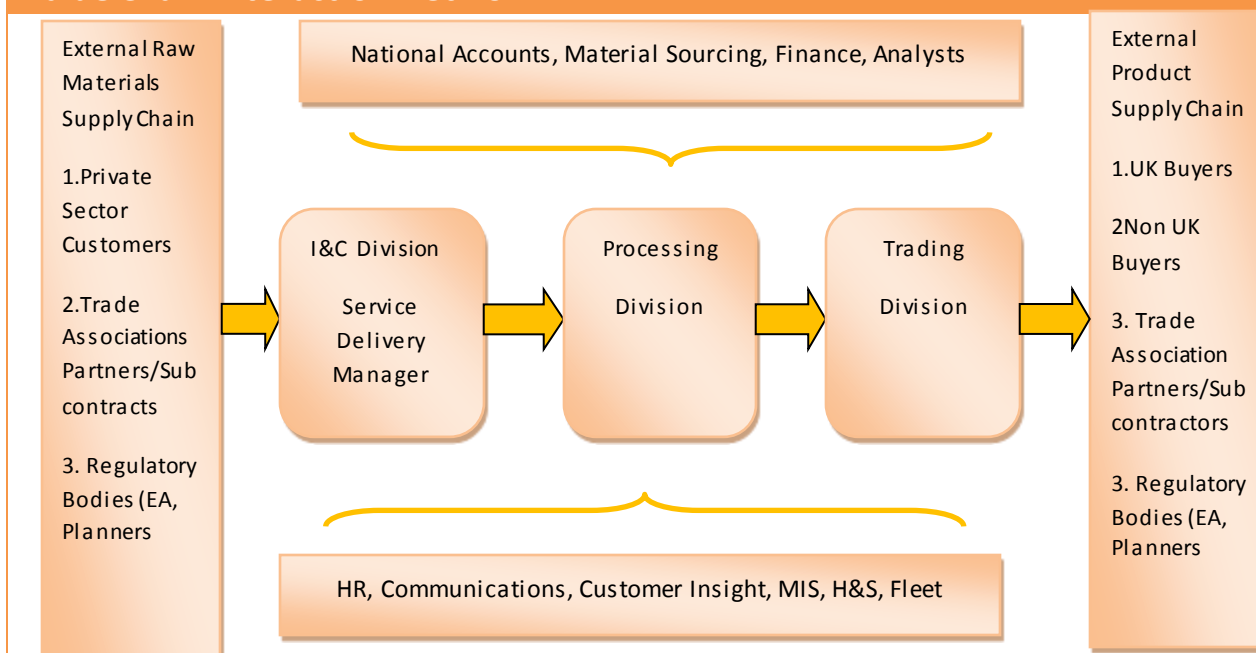 External Raw
Materials
Supply Chain
1.Private
Sector
Customers
2.Trade
Associations
Partners/Sub
contracts
3. Regulatory
Bodies (EA,
Planners
National Accounts, Material Sourcing, Finance, Analysts
I&C Division
Service
Delivery
Manager
Processing
Division
Trading
Division
HR, Communications, Customer Insight, MIS, H&S, Fleet
External
Product
Supply Chain
1.UK Buyers
2Non UK
Buyers
3. Trade
Association
Partners/Sub
contractors
3. Regulatory
Bodies (EA,
Planners